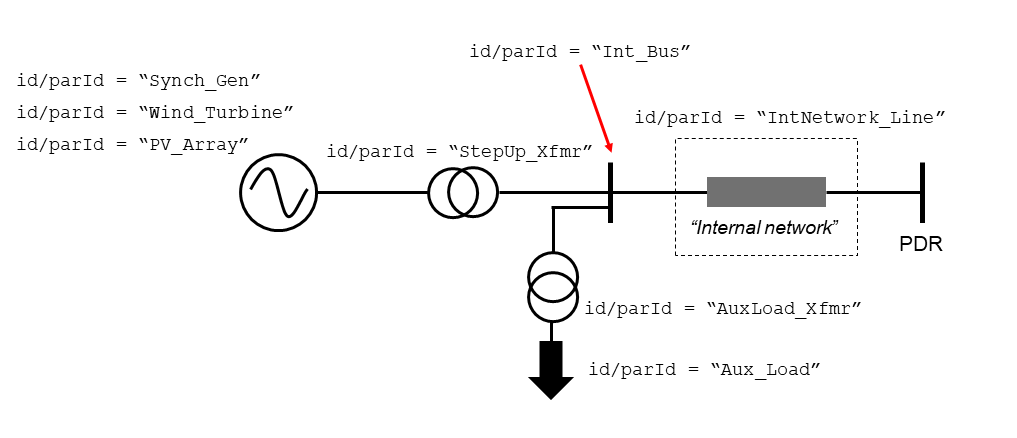 id/parId = “Int_Bus”
id/parId = “Synch_Gen”
id/parId = “Wind_Turbine”
id/parId = “PV_Array”
id/parId = “IntNetwork_Line”
id/parId = “StepUp_Xfmr”
“Internal network”
PDR
id/parId = “AuxLoad_Xfmr”
id/parId = “Aux_Load”